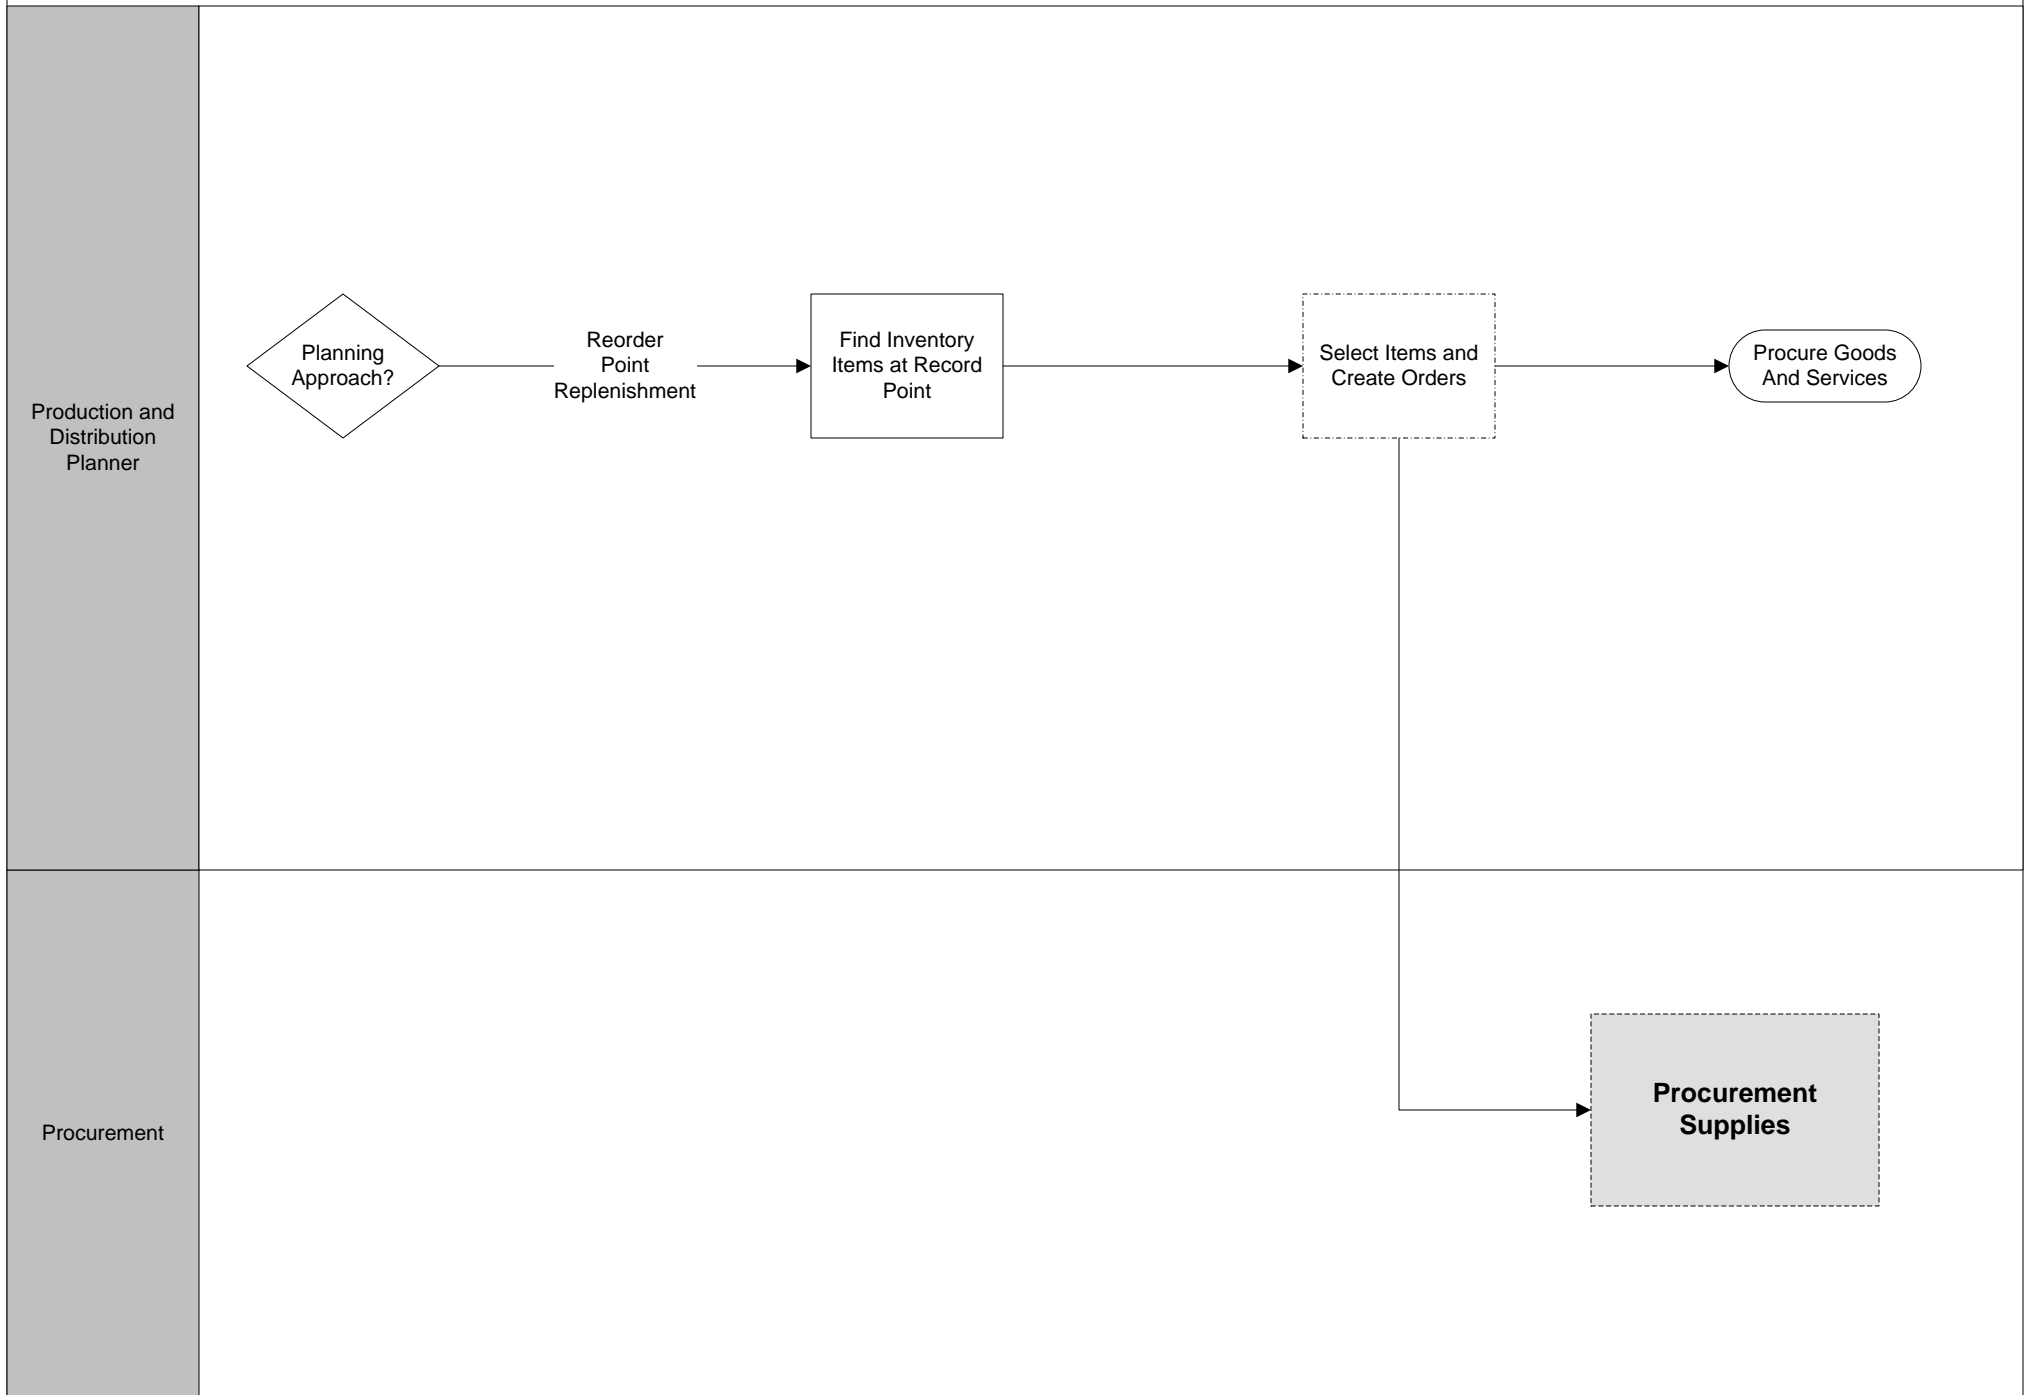 Production and
Distribution
Planner
Planning
Approach?
Reorder
Point
Replenishment
Find Inventory
Items at Record
Point
Select Items and
Create Orders
Procure Goods
And Services
Procurement
Procurement
Supplies